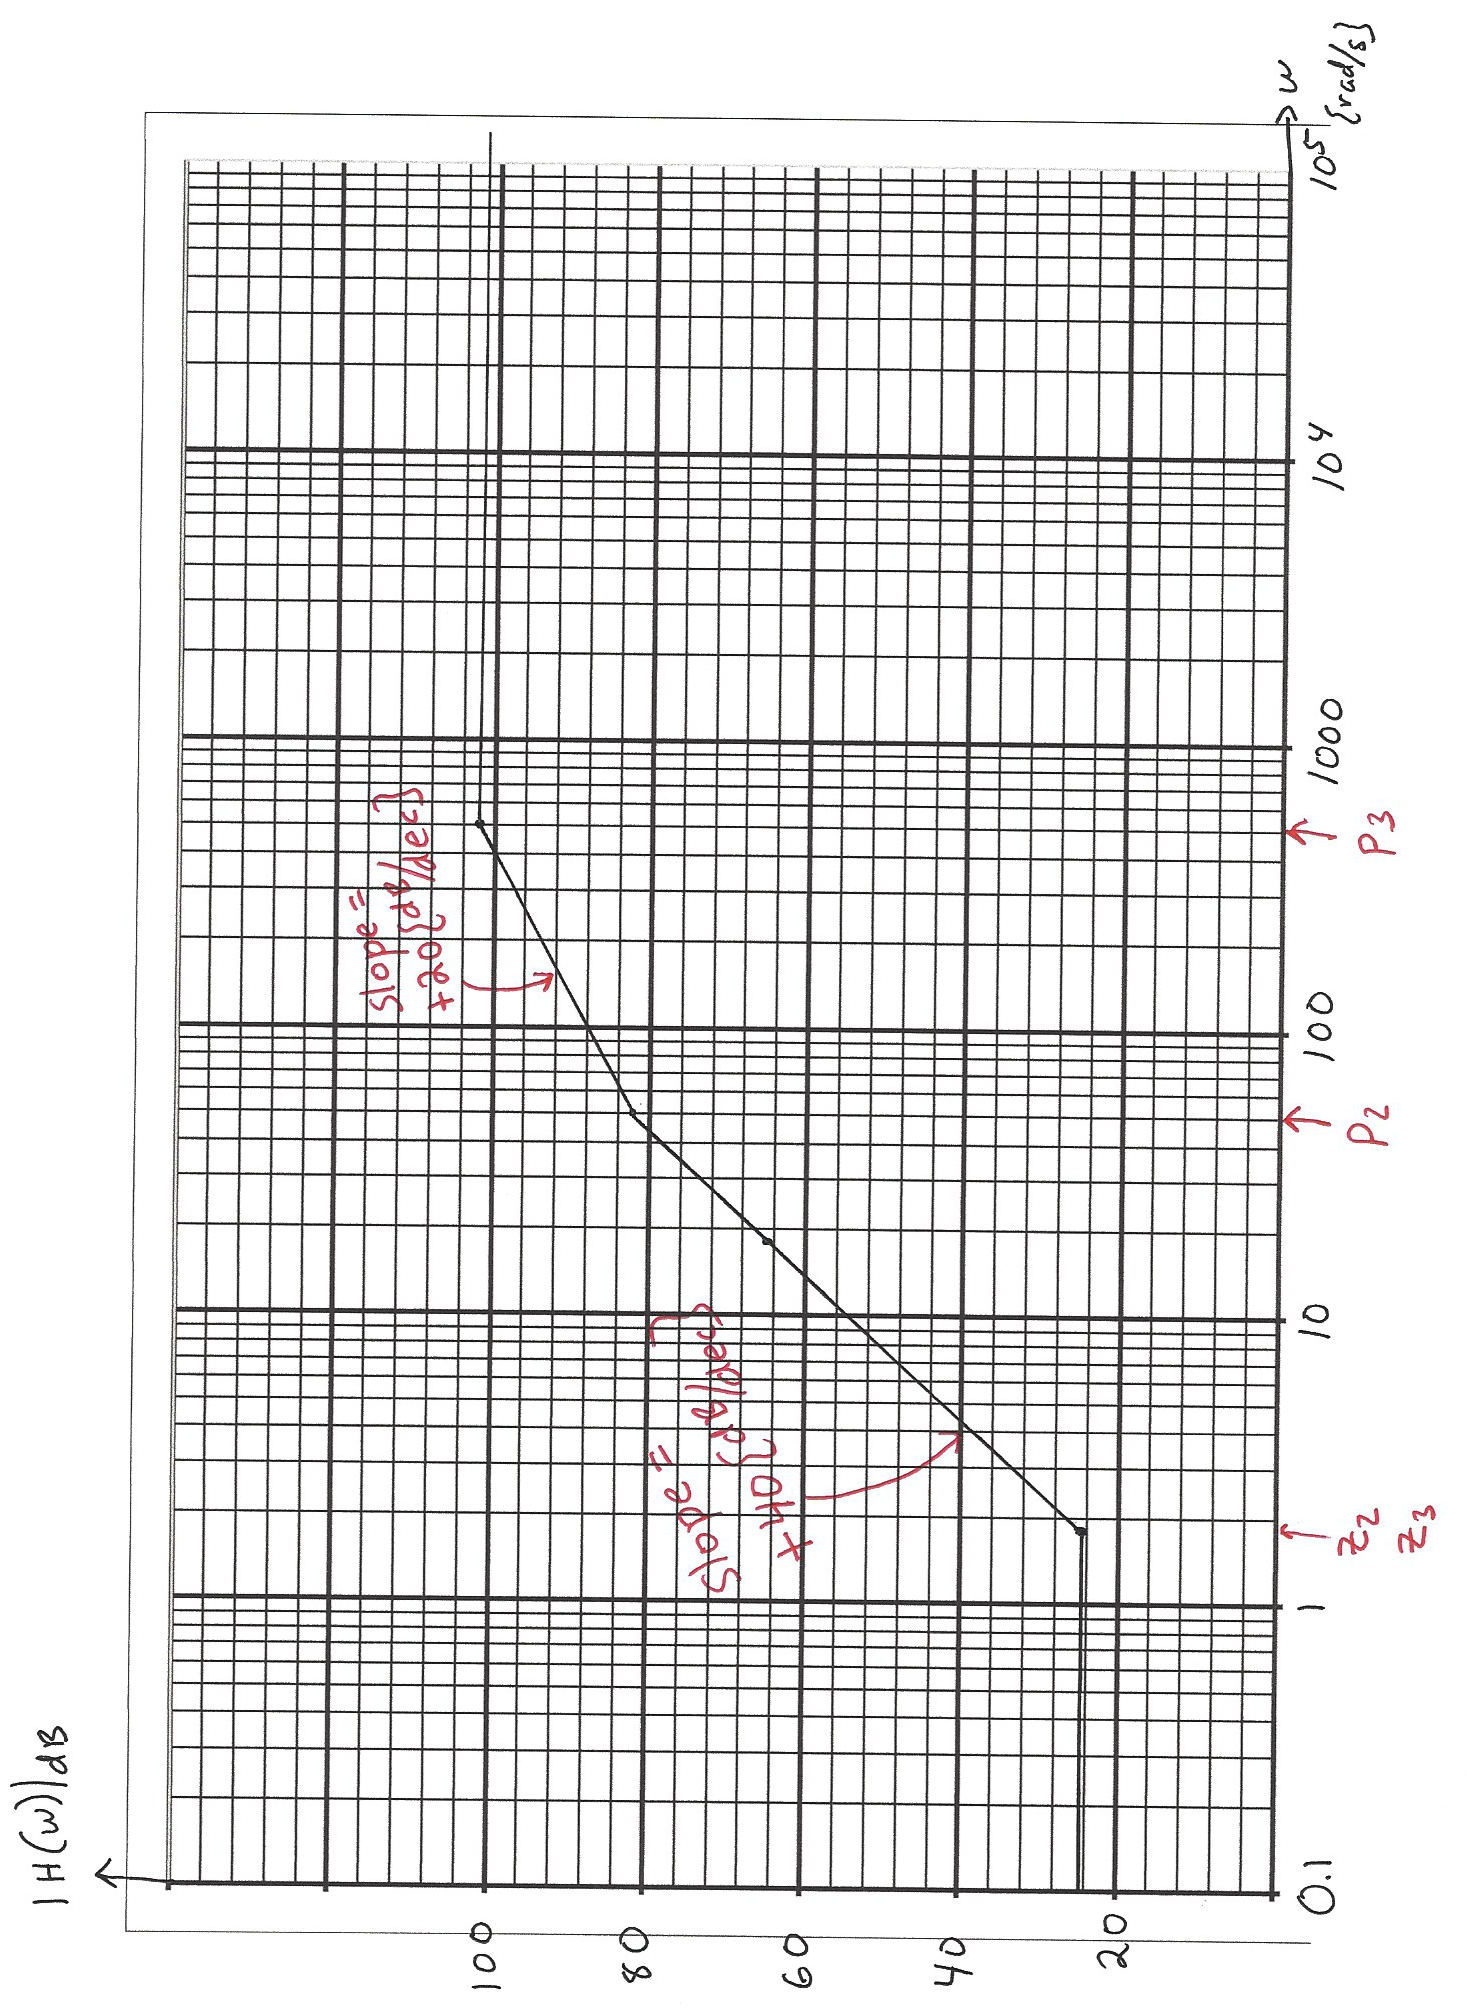 |H(ω)|dB
100
80
60
40
20
slope =
+40{dB/dec}
slope =
+20{dB/dec}
0.1
1
10
100
1000
10⁴
10⁵
ω
{rad/s}
z2
z3
p2
p3